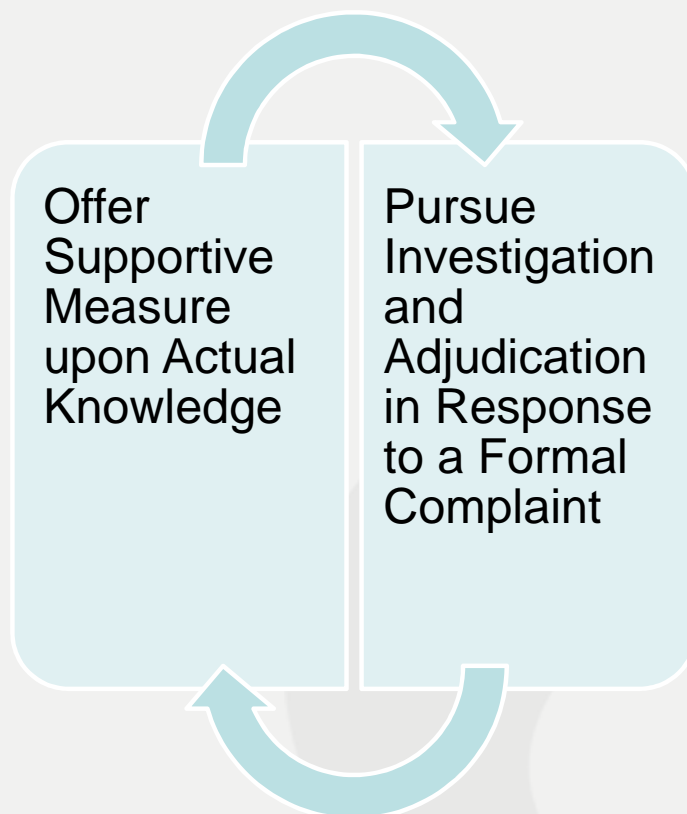 Offer
Supportive
Measure
upon Actual
Knowledge
Pursue
Investigation
and
Adjudication
in Response
to a Formal
Complaint